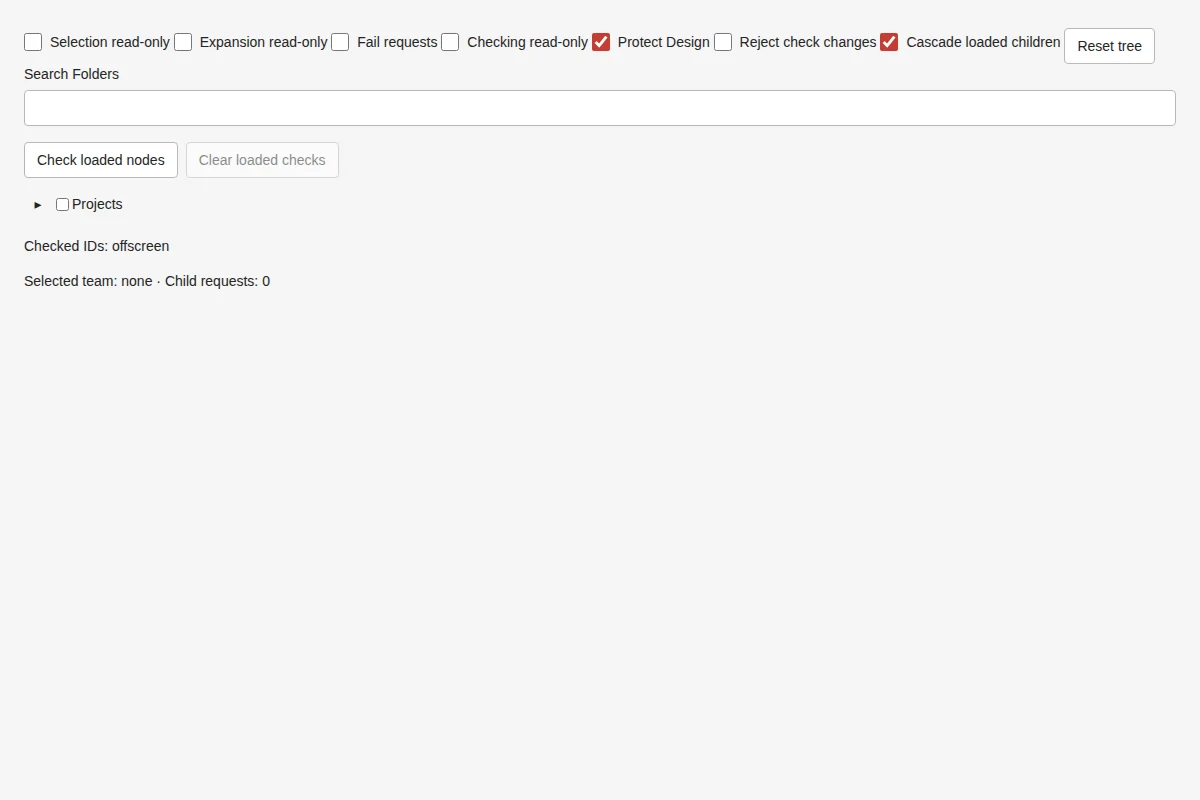 Selection read-only Expansion read-only Fail requests Checking read-only Protect Design Reject check changes Cascade loaded children Reset tree
Search Folders
Check loaded nodes Clear loaded checks
Projects
Checked IDs: offscreen
Selected team: none · Child requests: 0